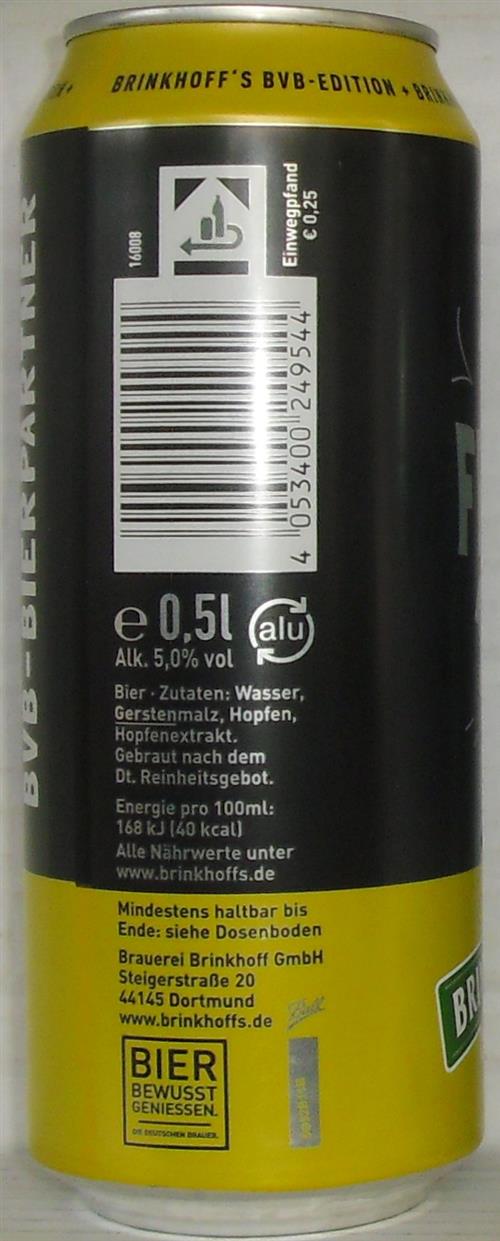 BRINKHOFF'S BVB-EDITION + BRINK
BVB-BIERPARTNER
16008
Einwegpfand
€ 0,25
4 053400 249544
e 0,5l
alu
Alk. 5,0% vol
Bier · Zutaten: Wasser,
Gerstenmalz, Hopfen,
Hopfenextrakt.
Gebraut nach dem
Dt. Reinheitsgebot.
Energie pro 100ml:
168 kJ (40 kcal)
Alle Nährwerte unter
www.brinkhoffs.de
Mindestens haltbar bis
Ende: siehe Dosenboden
Brauerei Brinkhoff GmbH
Steigerstraße 20
44145 Dortmund
www.brinkhoffs.de
Ball
BIER
BEWUSST
GENIESSEN.
DIE DEUTSCHEN BRAUER.
BRI